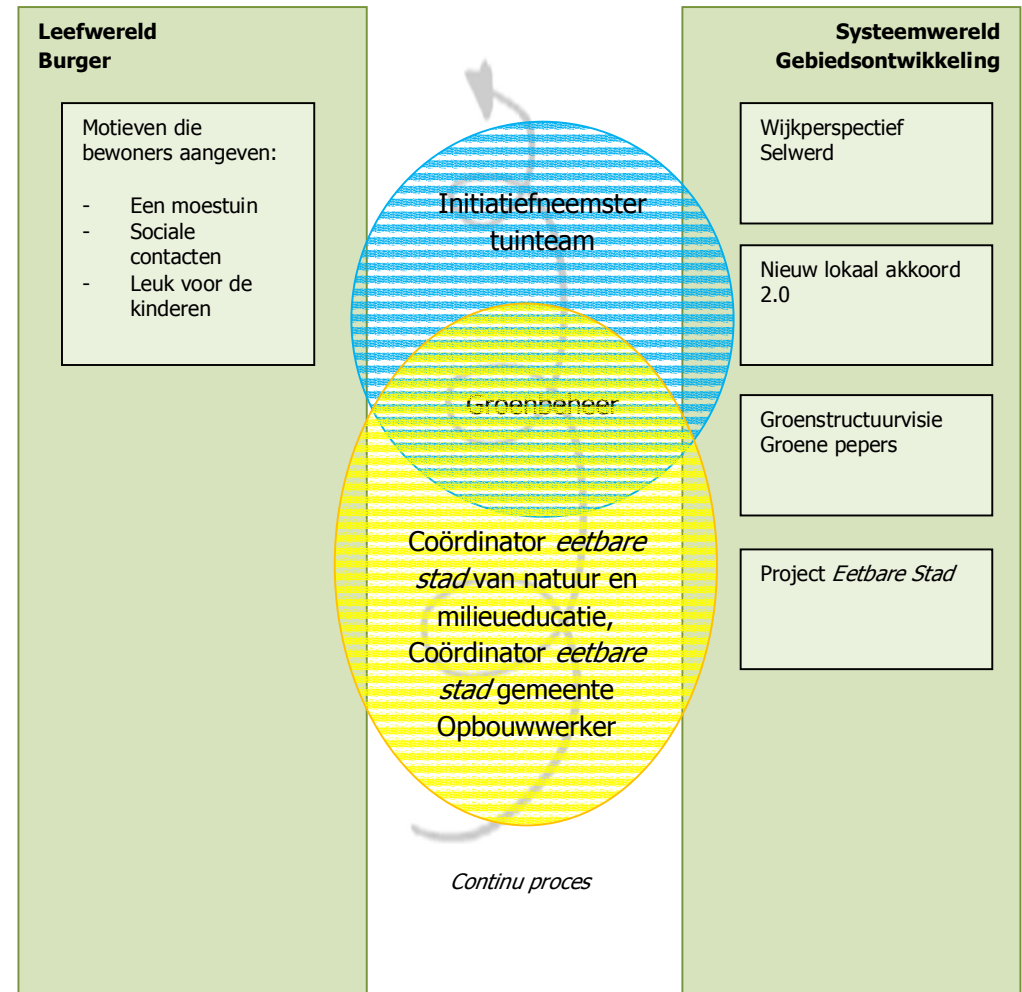 Leefwereld
Burger
Motieven die
bewoners aangeven:
- Een moestuin
- Sociale
contacten
- Leuk voor de
kinderen
Initiatiefneemster
tuinteam
Groenbeheer
Coördinator eetbare
stad van natuur en
milieueducatie,
Coördinator eetbare
stad gemeente
Opbouwwerker
Continu proces
Systeemwereld
Gebiedsontwikkeling
Wijkperspectief
Selwerd
Nieuw lokaal akkoord
2.0
Groenstructuurvisie
Groene pepers
Project Eetbare Stad